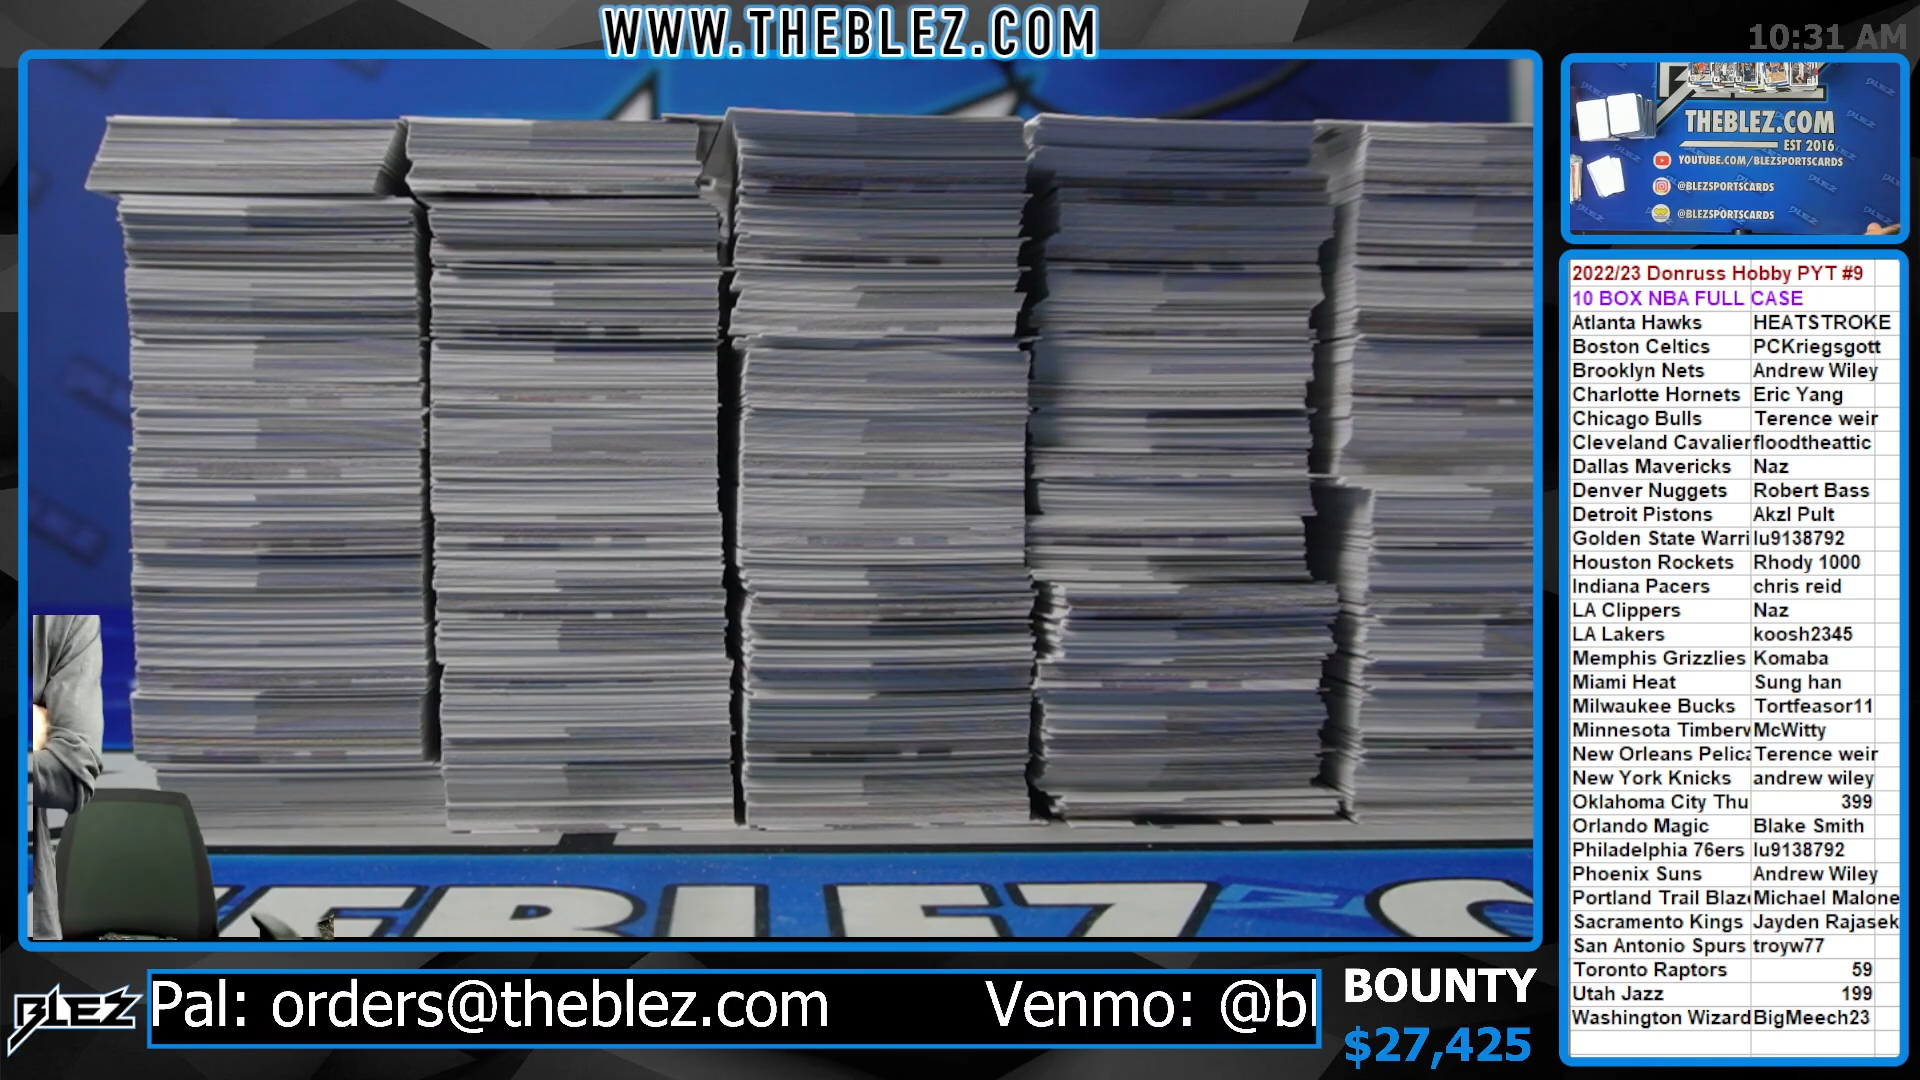 WWW.THEBLEZ.COM
10:31 AM
THEBLEZ.COM
EST 2016
YOUTUBE.COM/BLEZSPORTSCARDS
@BLEZSPORTSCARDS
@BLEZSPORTSCARDS
2022/23 Donruss Hobby PYT #9
10 BOX NBA FULL CASE
Atlanta Hawks HEATSTROKE
Boston Celtics PCKriegsgott
Brooklyn Nets Andrew Wiley
Charlotte Hornets Eric Yang
Chicago Bulls Terence weir
Cleveland Cavalier floodtheattic
Dallas Mavericks Naz
Denver Nuggets Robert Bass
Detroit Pistons Akzl Pult
Golden State Warri lu9138792
Houston Rockets Rhody 1000
Indiana Pacers chris reid
LA Clippers Naz
LA Lakers koosh2345
Memphis Grizzlies Komaba
Miami Heat Sung han
Milwaukee Bucks Tortfeasor11
Minnesota Timberv McWitty
New Orleans Pelica Terence weir
New York Knicks andrew wiley
Oklahoma City Thu 399
Orlando Magic Blake Smith
Philadelphia 76ers lu9138792
Phoenix Suns Andrew Wiley
Portland Trail Blaze Michael Malone
Sacramento Kings Jayden Rajasek
San Antonio Spurs troyw77
Toronto Raptors 59
Utah Jazz 199
Washington Wizard BigMeech23
BLEZ
Pal: orders@theblez.com Venmo: @bl
BOUNTY
$27,425